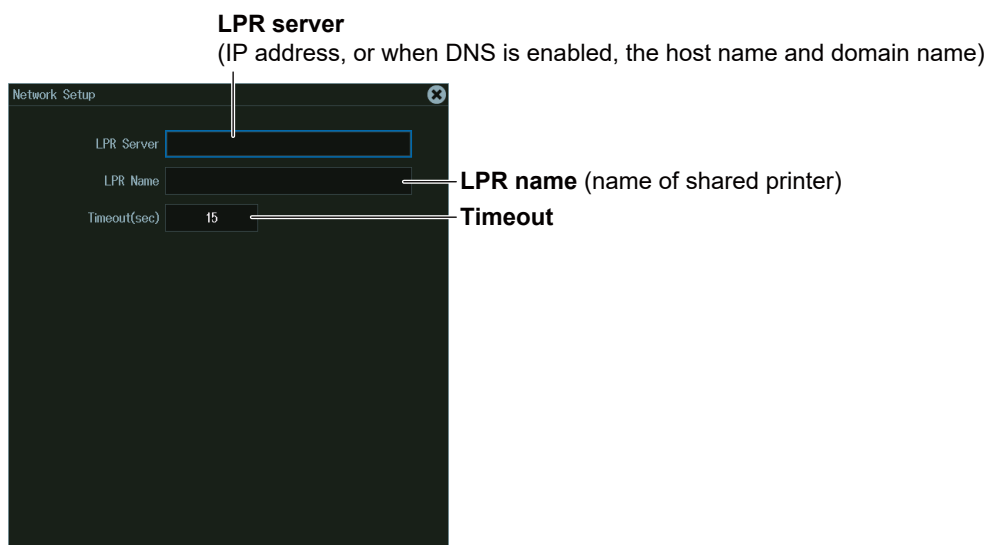 LPR server
(IP address, or when DNS is enabled, the host name and domain name)
Network Setup
LPR Server
LPR Name
LPR name (name of shared printer)
Timeout(sec) 15
Timeout